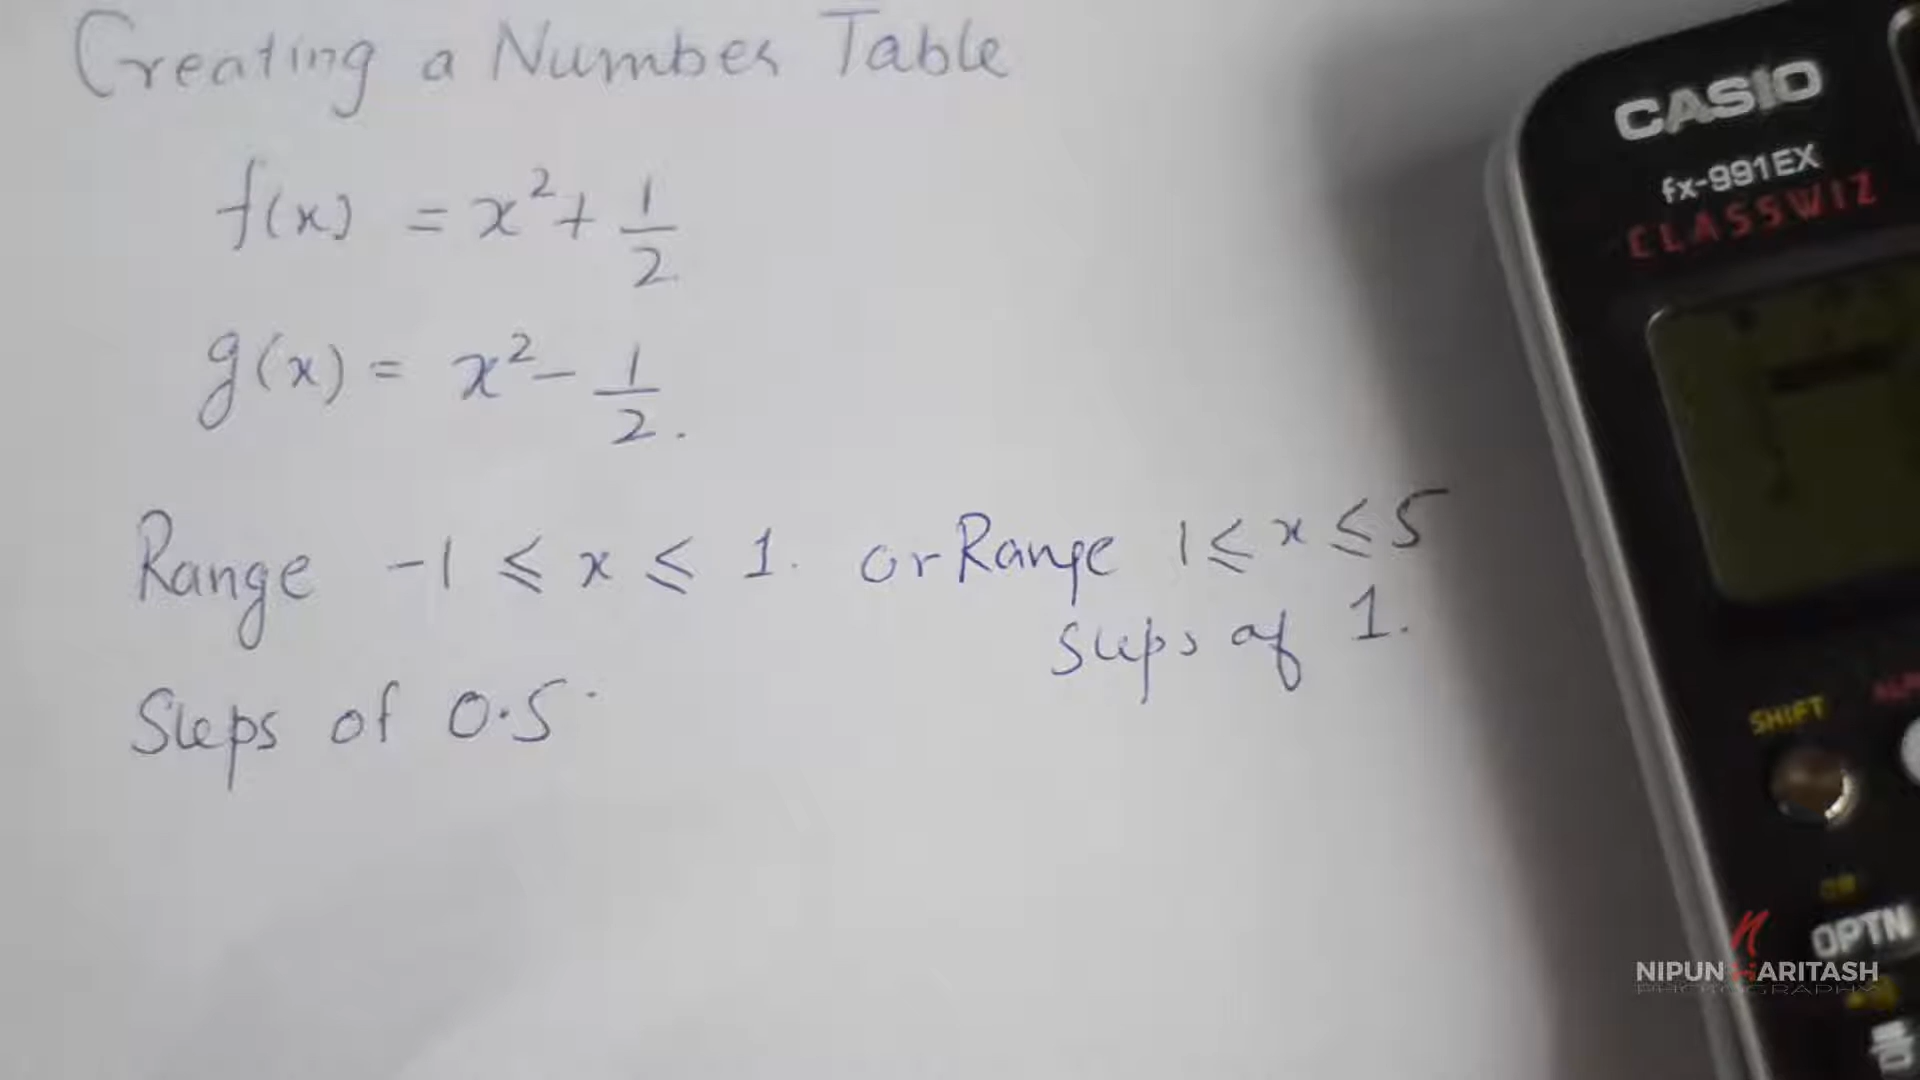 Creating a Number Table
f(x) = x² + 1/2
g(x) = x² - 1/2.
Range -1 ≤ x ≤ 1. or Range 1 ≤ x ≤ 5
Steps of 1.
Steps of 0.5
CASIO
fx-991EX
CLASSWIZ
SHIFT
OPTN
NIPUN HARITASH
PHOTOGRAPHY